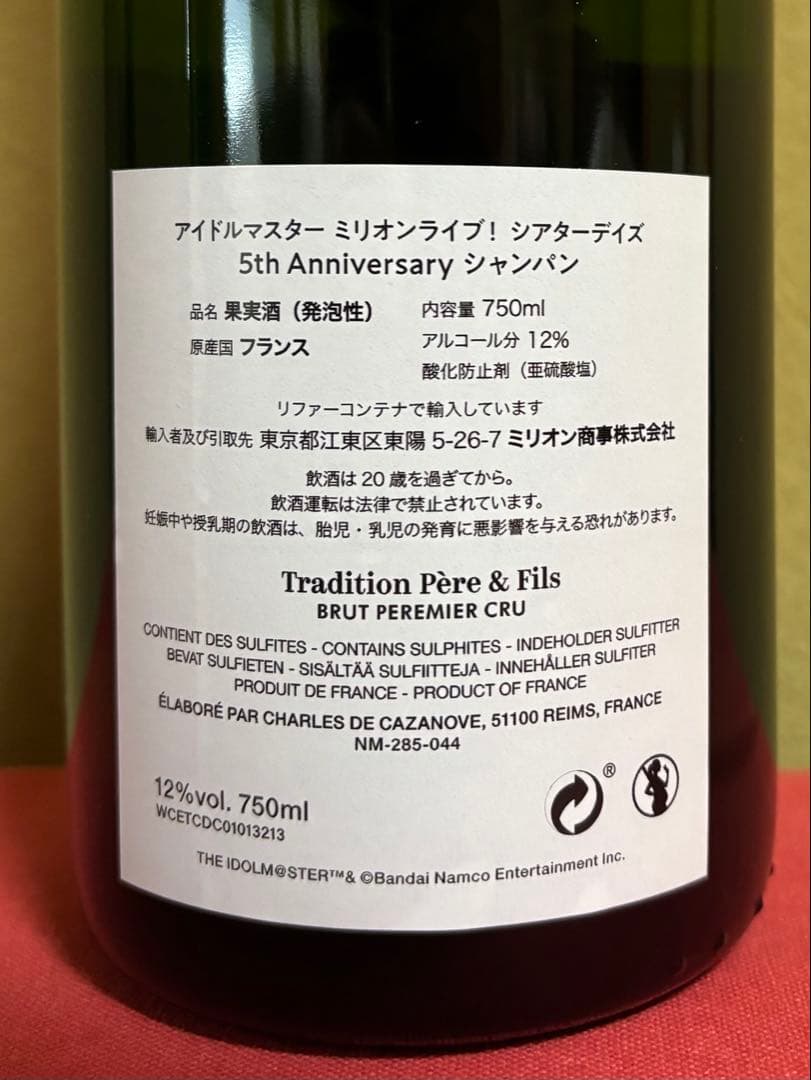 アイドルマスター ミリオンライブ！ シアターデイズ
5th Anniversary シャンパン
品名 果実酒（発泡性） 内容量 750ml
原産国 フランス アルコール分 12%
酸化防止剤（亜硫酸塩）
リファーコンテナで輸入しています
輸入者及び引取先 東京都江東区東陽 5-26-7 ミリオン商事株式会社
飲酒は 20 歳を過ぎてから。
飲酒運転は法律で禁止されています。
妊娠中や授乳期の飲酒は、胎児・乳児の発育に悪影響を与える恐れがあります。
Tradition Père & Fils
BRUT PEREMIER CRU
CONTIENT DES SULFITES - CONTAINS SULPHITES - INDEHOLDER SULFITTER
BEVAT SULFIETEN - SISÄLTÄÄ SULFIITTEJA - INNEHÅLLER SULFITER
PRODUIT DE FRANCE - PRODUCT OF FRANCE
ÉLABORÉ PAR CHARLES DE CAZANOVE, 51100 REIMS, FRANCE
NM-285-044
12%vol. 750ml
WCETCDC01013213
®
THE IDOLM@STER™& ©Bandai Namco Entertainment Inc.